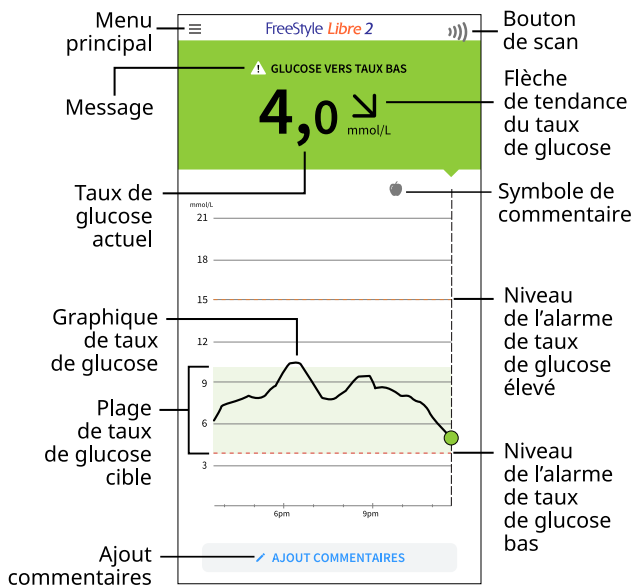 Menu
principal
FreeStyle Libre 2
Bouton
de scan
GLUCOSE VERS TAUX BAS
Message
4,0
mmol/L
Flèche
de tendance
du taux
de glucose
Taux de
glucose
actuel
Symbole de
commentaire
mmol/L
21
18
15
12
9
6
3
6pm
9pm
Graphique
de taux
de glucose
Niveau
de l’alarme
de taux
de glucose
élevé
Plage
de taux
de glucose
cible
Niveau
de l’alarme
de taux
de glucose
bas
Ajout
commentaires
AJOUT COMMENTAIRES